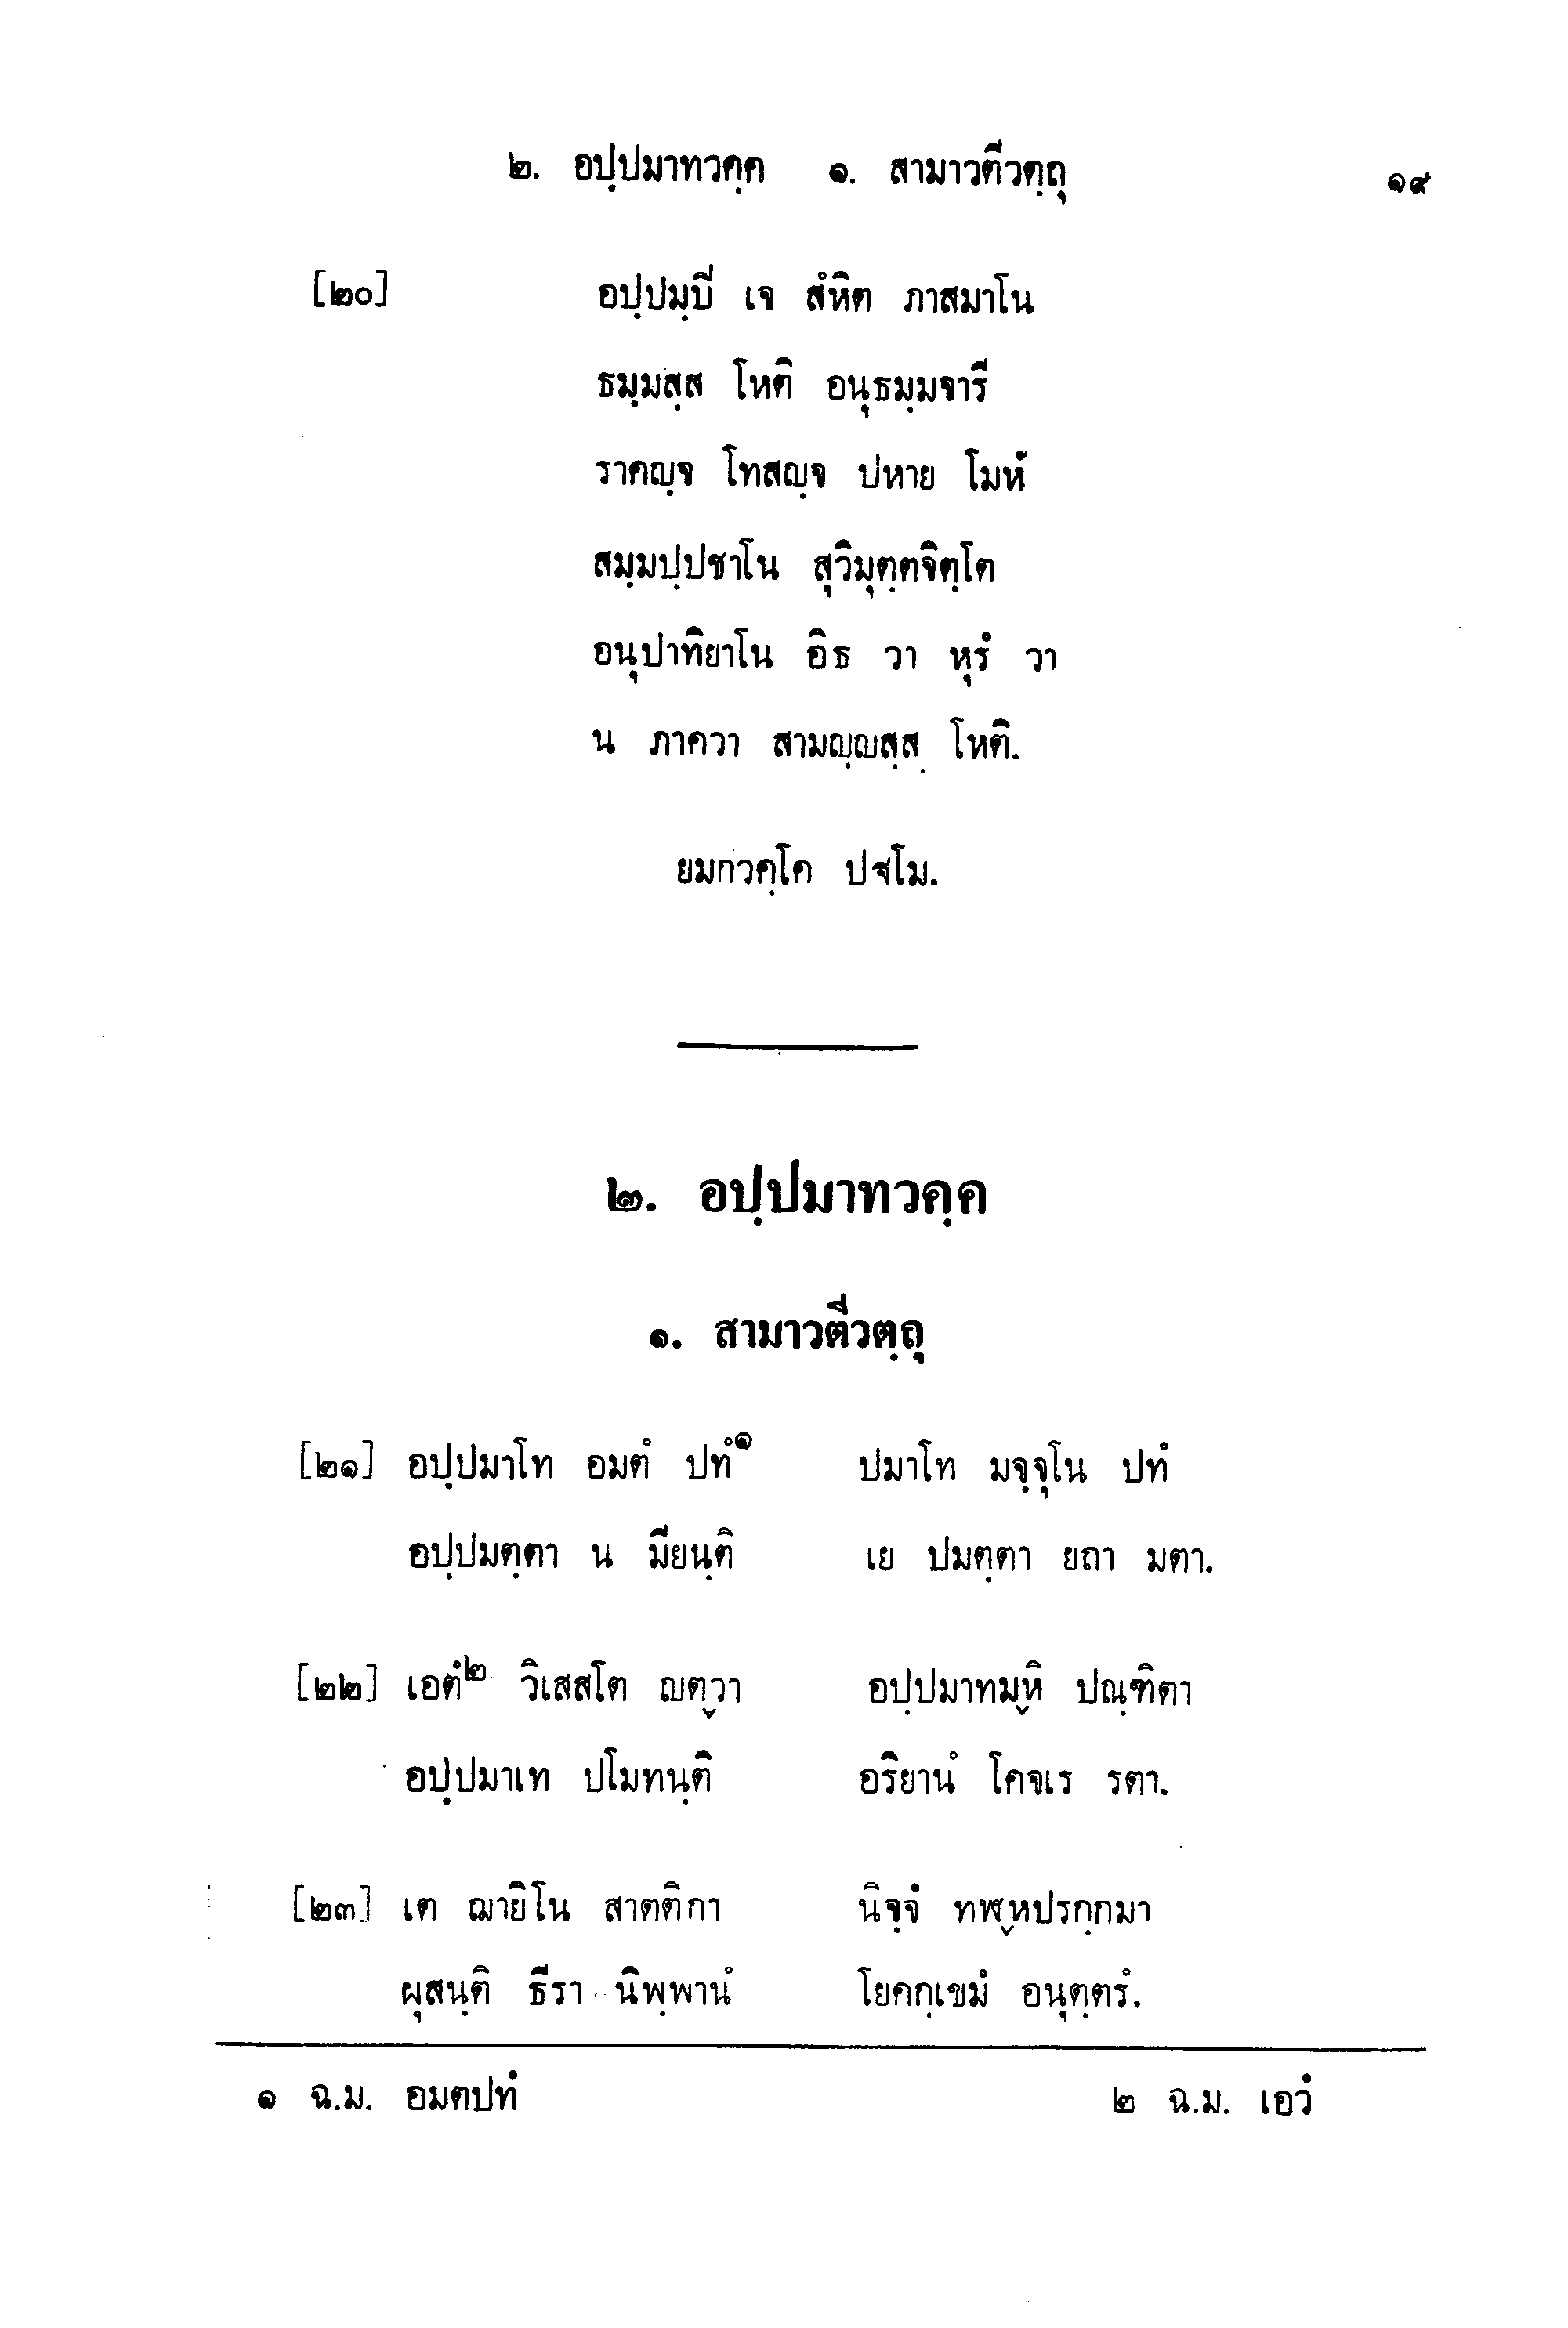 ๒. อปฺปมาทวคฺค ๑. สามาวตีวตฺถุ ๑๙
[๒๐] อปฺปมฺบี เจ สํหิต ภาสมาโน
ธมฺมสฺส โหติ อนุธมฺมจารี
ราคญฺจ โทสญฺจ ปหาย โมหํ
สมฺมปฺปชาโน สุวิมุตฺตจิตฺโต
อนุปาทิยาโน อิธ วา หุรํ วา
น ภาควา สามญฺญสฺส โหติ.
ยมกวคฺโค ปฐโม.
๒. อปฺปมาทวคฺค
๑. สามาวตีวตฺถุ
[๒๑] อปฺปมาโท อมตํ ปทํ๑ ปมาโท มจฺจุโน ปทํ
อปฺปมตฺตา น มียนฺติ เย ปมตฺตา ยถา มตา.
[๒๒] เอตํ๒ วิเสสโต ญตฺวา อปฺปมาทมฺหิ ปณฺฑิตา
อปฺปมาเท ปโมทนฺติ อริยานํ โคจเร รตา.
[๒๓] เต ฌายิโน สาตติกา นิจฺจํ ทฬฺหปรกฺกมา
ผุสนฺติ ธีรา นิพฺพานํ โยคกฺเขมํ อนุตฺตรํ.
๑ ฉ.ม. อมตปทํ ๒ ฉ.ม. เอวํ